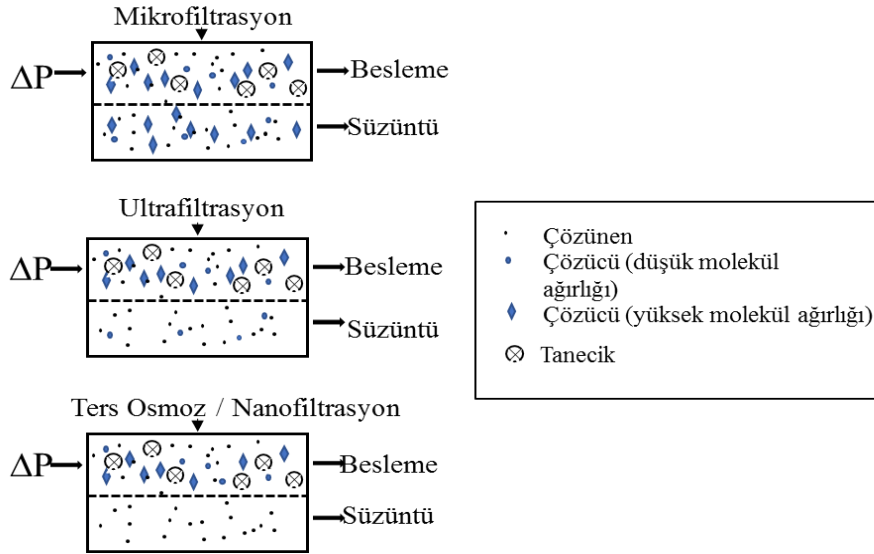 Mikrofiltrasyon
ΔP
Besleme
Süzüntü
Ultrafiltrasyon
ΔP
Besleme
Süzüntü
Çözünen
Çözücü (düşük molekül
ağırlığı)
Çözücü (yüksek molekül ağırlığı)
Tanecik
Ters Osmoz / Nanofiltrasyon
ΔP
Besleme
Süzüntü